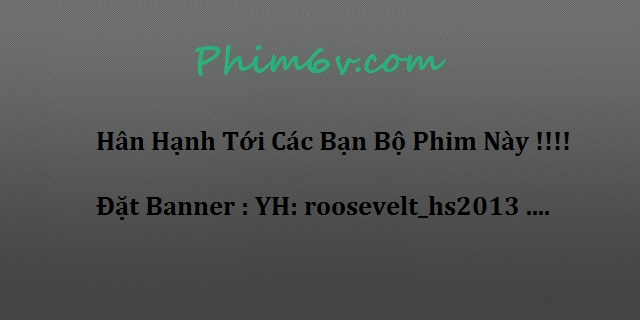 Phim6v.com
Hân Hạnh Tới Các Bạn Bộ Phim Này !!!!
Đặt Banner : YH: roosevelt_hs2013 ....